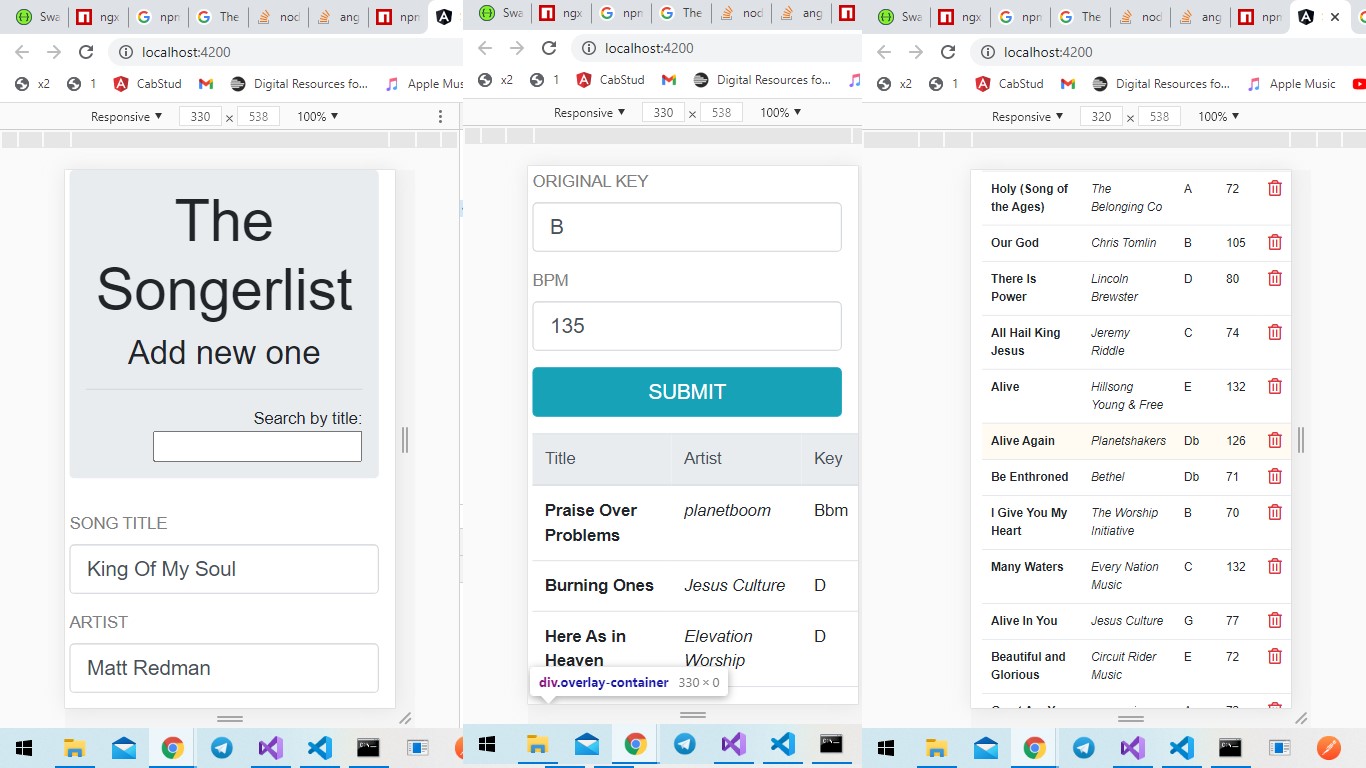 Swa ngx npn The nod ang npn
localhost:4200
x2 1 CabStud Digital Resources fo... Apple Mus
Responsive 330 × 538 100%
The
Songerlist
Add new one
Search by title:
SONG TITLE
King Of My Soul
ARTIST
Matt Redman
Swa ngx npn The nod ang npn
localhost:4200
x2 1 CabStud Digital Resources fo...
Responsive 330 × 538 100%
ORIGINAL KEY
B
BPM
135
SUBMIT
Title Artist Key
Praise Over planetboom Bbm
Problems
Burning Ones Jesus Culture D
Here As in Elevation D
Heaven Worship
div.overlay-container 330 × 0
Swa ngx npn The nod ang npn S
localhost:4200
x2 1 CabStud Digital Resources fo... Apple Music
Responsive 320 × 538 100%
Holy (Song of The A 72
the Ages) Belonging Co
Our God Chris Tomlin B 105
There Is Lincoln D 80
Power Brewster
All Hail King Jeremy C 74
Jesus Riddle
Alive Hillsong E 132
Young & Free
Alive Again Planetshakers Db 126
Be Enthroned Bethel Db 71
I Give You My The Worship B 70
Heart Initiative
Many Waters Every Nation C 132
Music
Alive In You Jesus Culture G 77
Beautiful and Circuit Rider E 72
Glorious Music